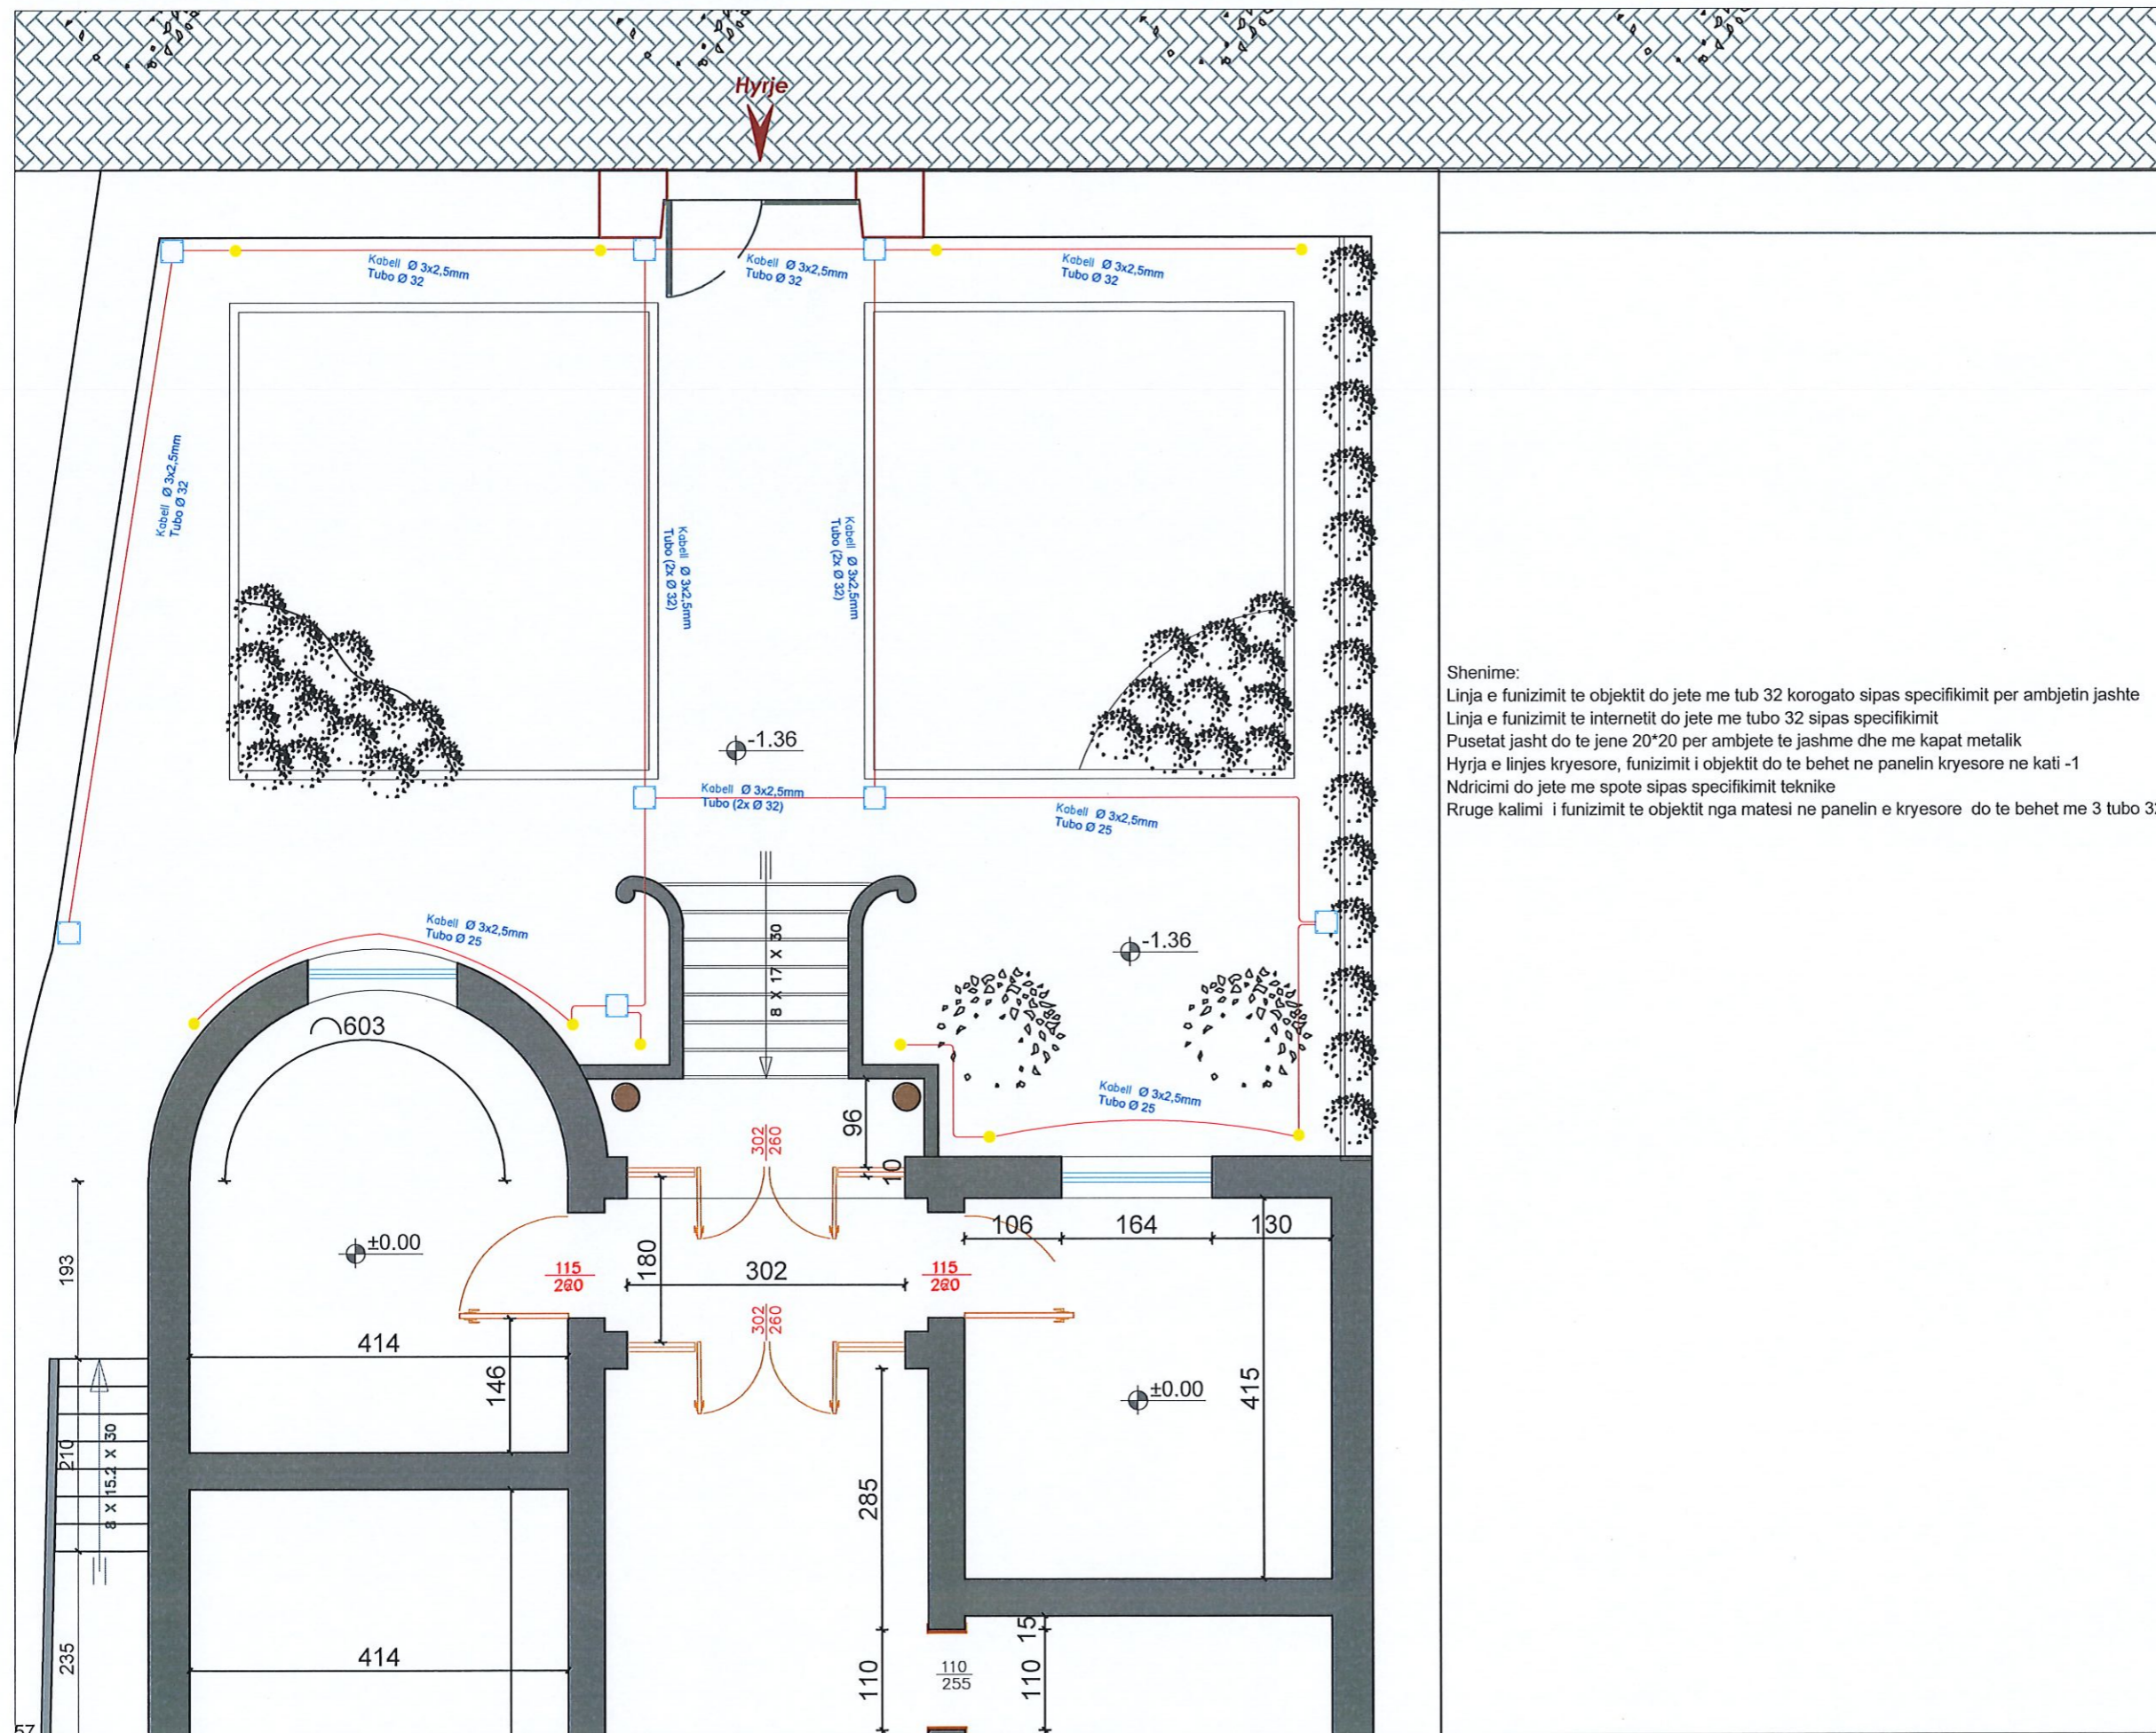 Hyrje
Kabell Ø 3x2,5mm
Tubo Ø 32
Kabell Ø 3x2,5mm
Tubo Ø 32
Kabell Ø 3x2,5mm
Tubo Ø 32
Kabell Ø 3x2,5mm
Tubo Ø 32
Kabell Ø 3x2,5mm
Tubo (2x Ø 32)
Kabell Ø 3x2,5mm
Tubo (2x Ø 32)
-1.36
Kabell Ø 3x2,5mm
Tubo (2x Ø 32)
Kabell Ø 3x2,5mm
Tubo Ø 25
Shenime:
Linja e funizimit te objektit do jete me tub 32 korogato sipas specifikimit per ambjetin jashte
Linja e funizimit te internetit do jete me tubo 32 sipas specifikimit
Pusetat jasht do te jene 20*20 per ambjete te jashme dhe me kapat metalik
Hyrja e linjes kryesore, funizimit i objektit do te behet ne panelin kryesore ne kati -1
Ndricimi do jete me spote sipas specifikimit teknike
Rruge kalimi i funizimit te objektit nga matesi ne panelin e kryesore do te behet me 3 tubo
Kabell Ø 3x2,5mm
Tubo Ø 25
-1.36
8 X 17 X 30
603
Kabell Ø 3x2,5mm
Tubo Ø 25
96
10
302
260
106
164
130
±0.00
115
260
180
302
115
260
193
302
260
414
146
±0.00
415
210
8 X 15.2 X 30
285
235
414
110
110
255
15
110
57